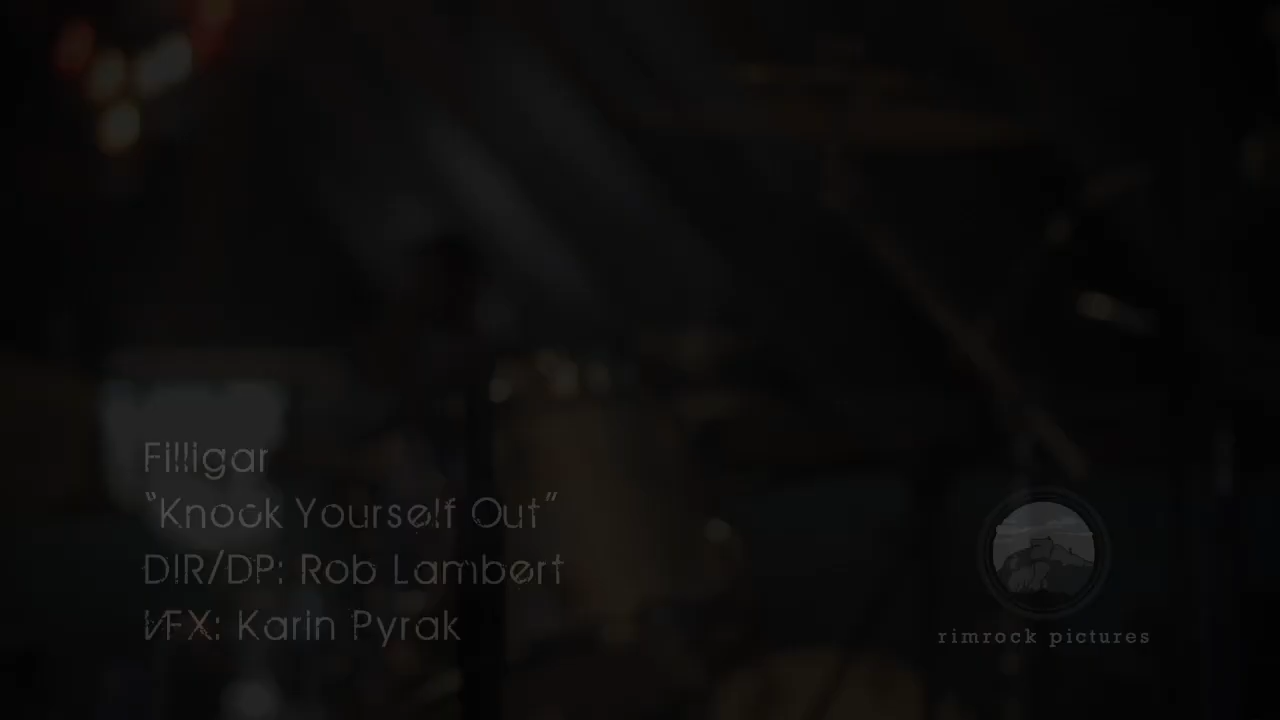 Filligar
“Knock Yourself Out”
DIR/DP: Rob Lambert
VFX: Karin Pyrak
rimrock pictures